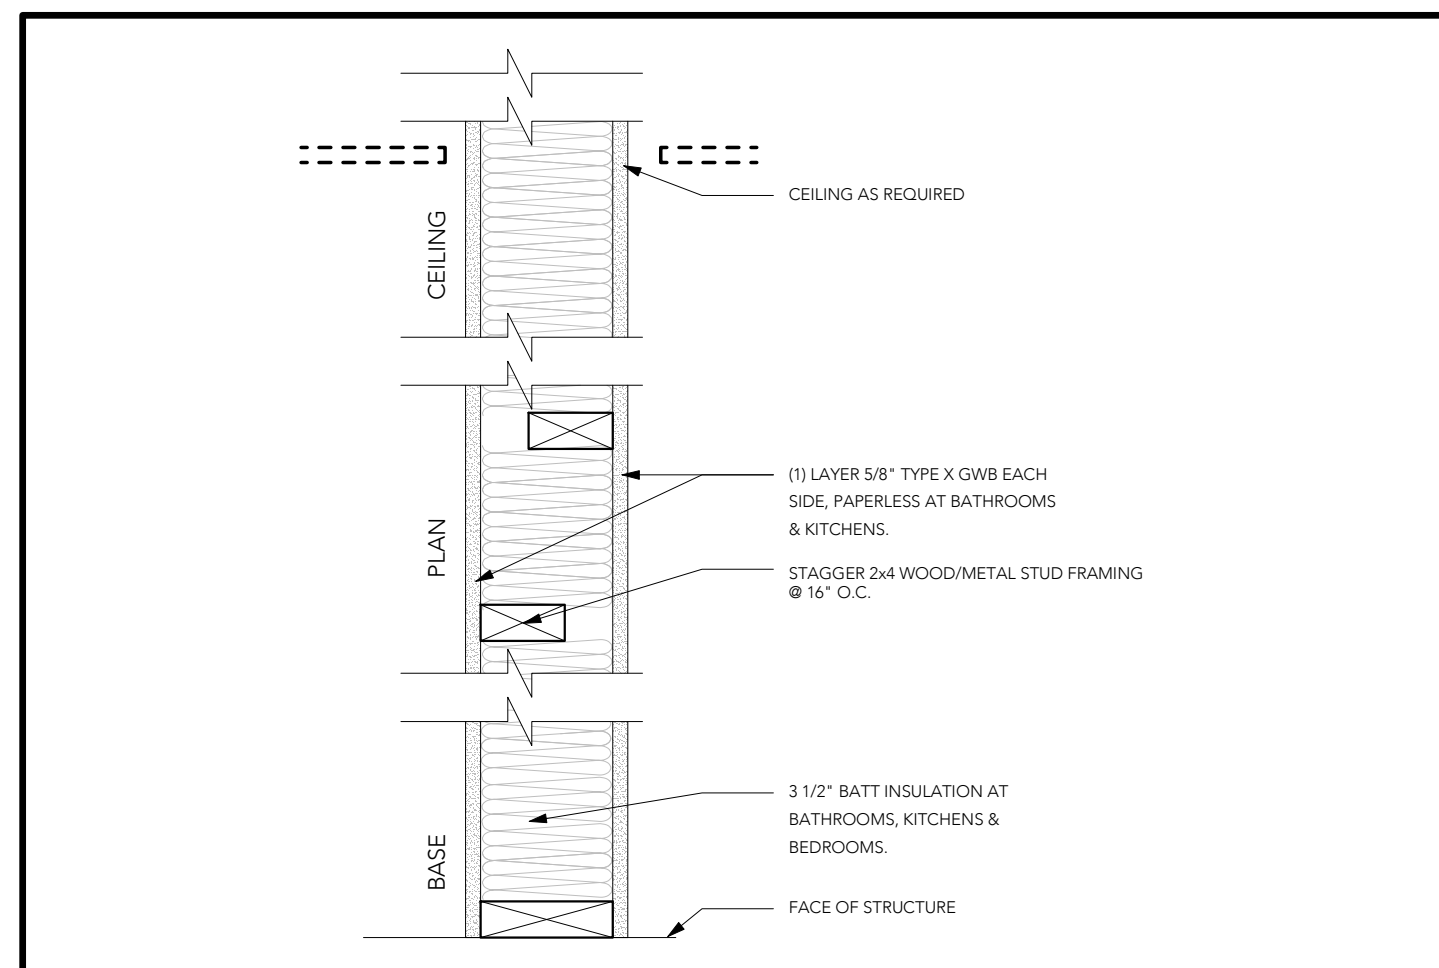 CEILING AS REQUIRED
CEILING
(1) LAYER 5/8" TYPE X GWB EACH
SIDE, PAPERLESS AT BATHROOMS
& KITCHENS.
PLAN
STAGGER 2x4 WOOD/METAL STUD FRAMING
@ 16" O.C.
3 1/2" BATT INSULATION AT
BATHROOMS, KITCHENS &
BEDROOMS.
BASE
FACE OF STRUCTURE